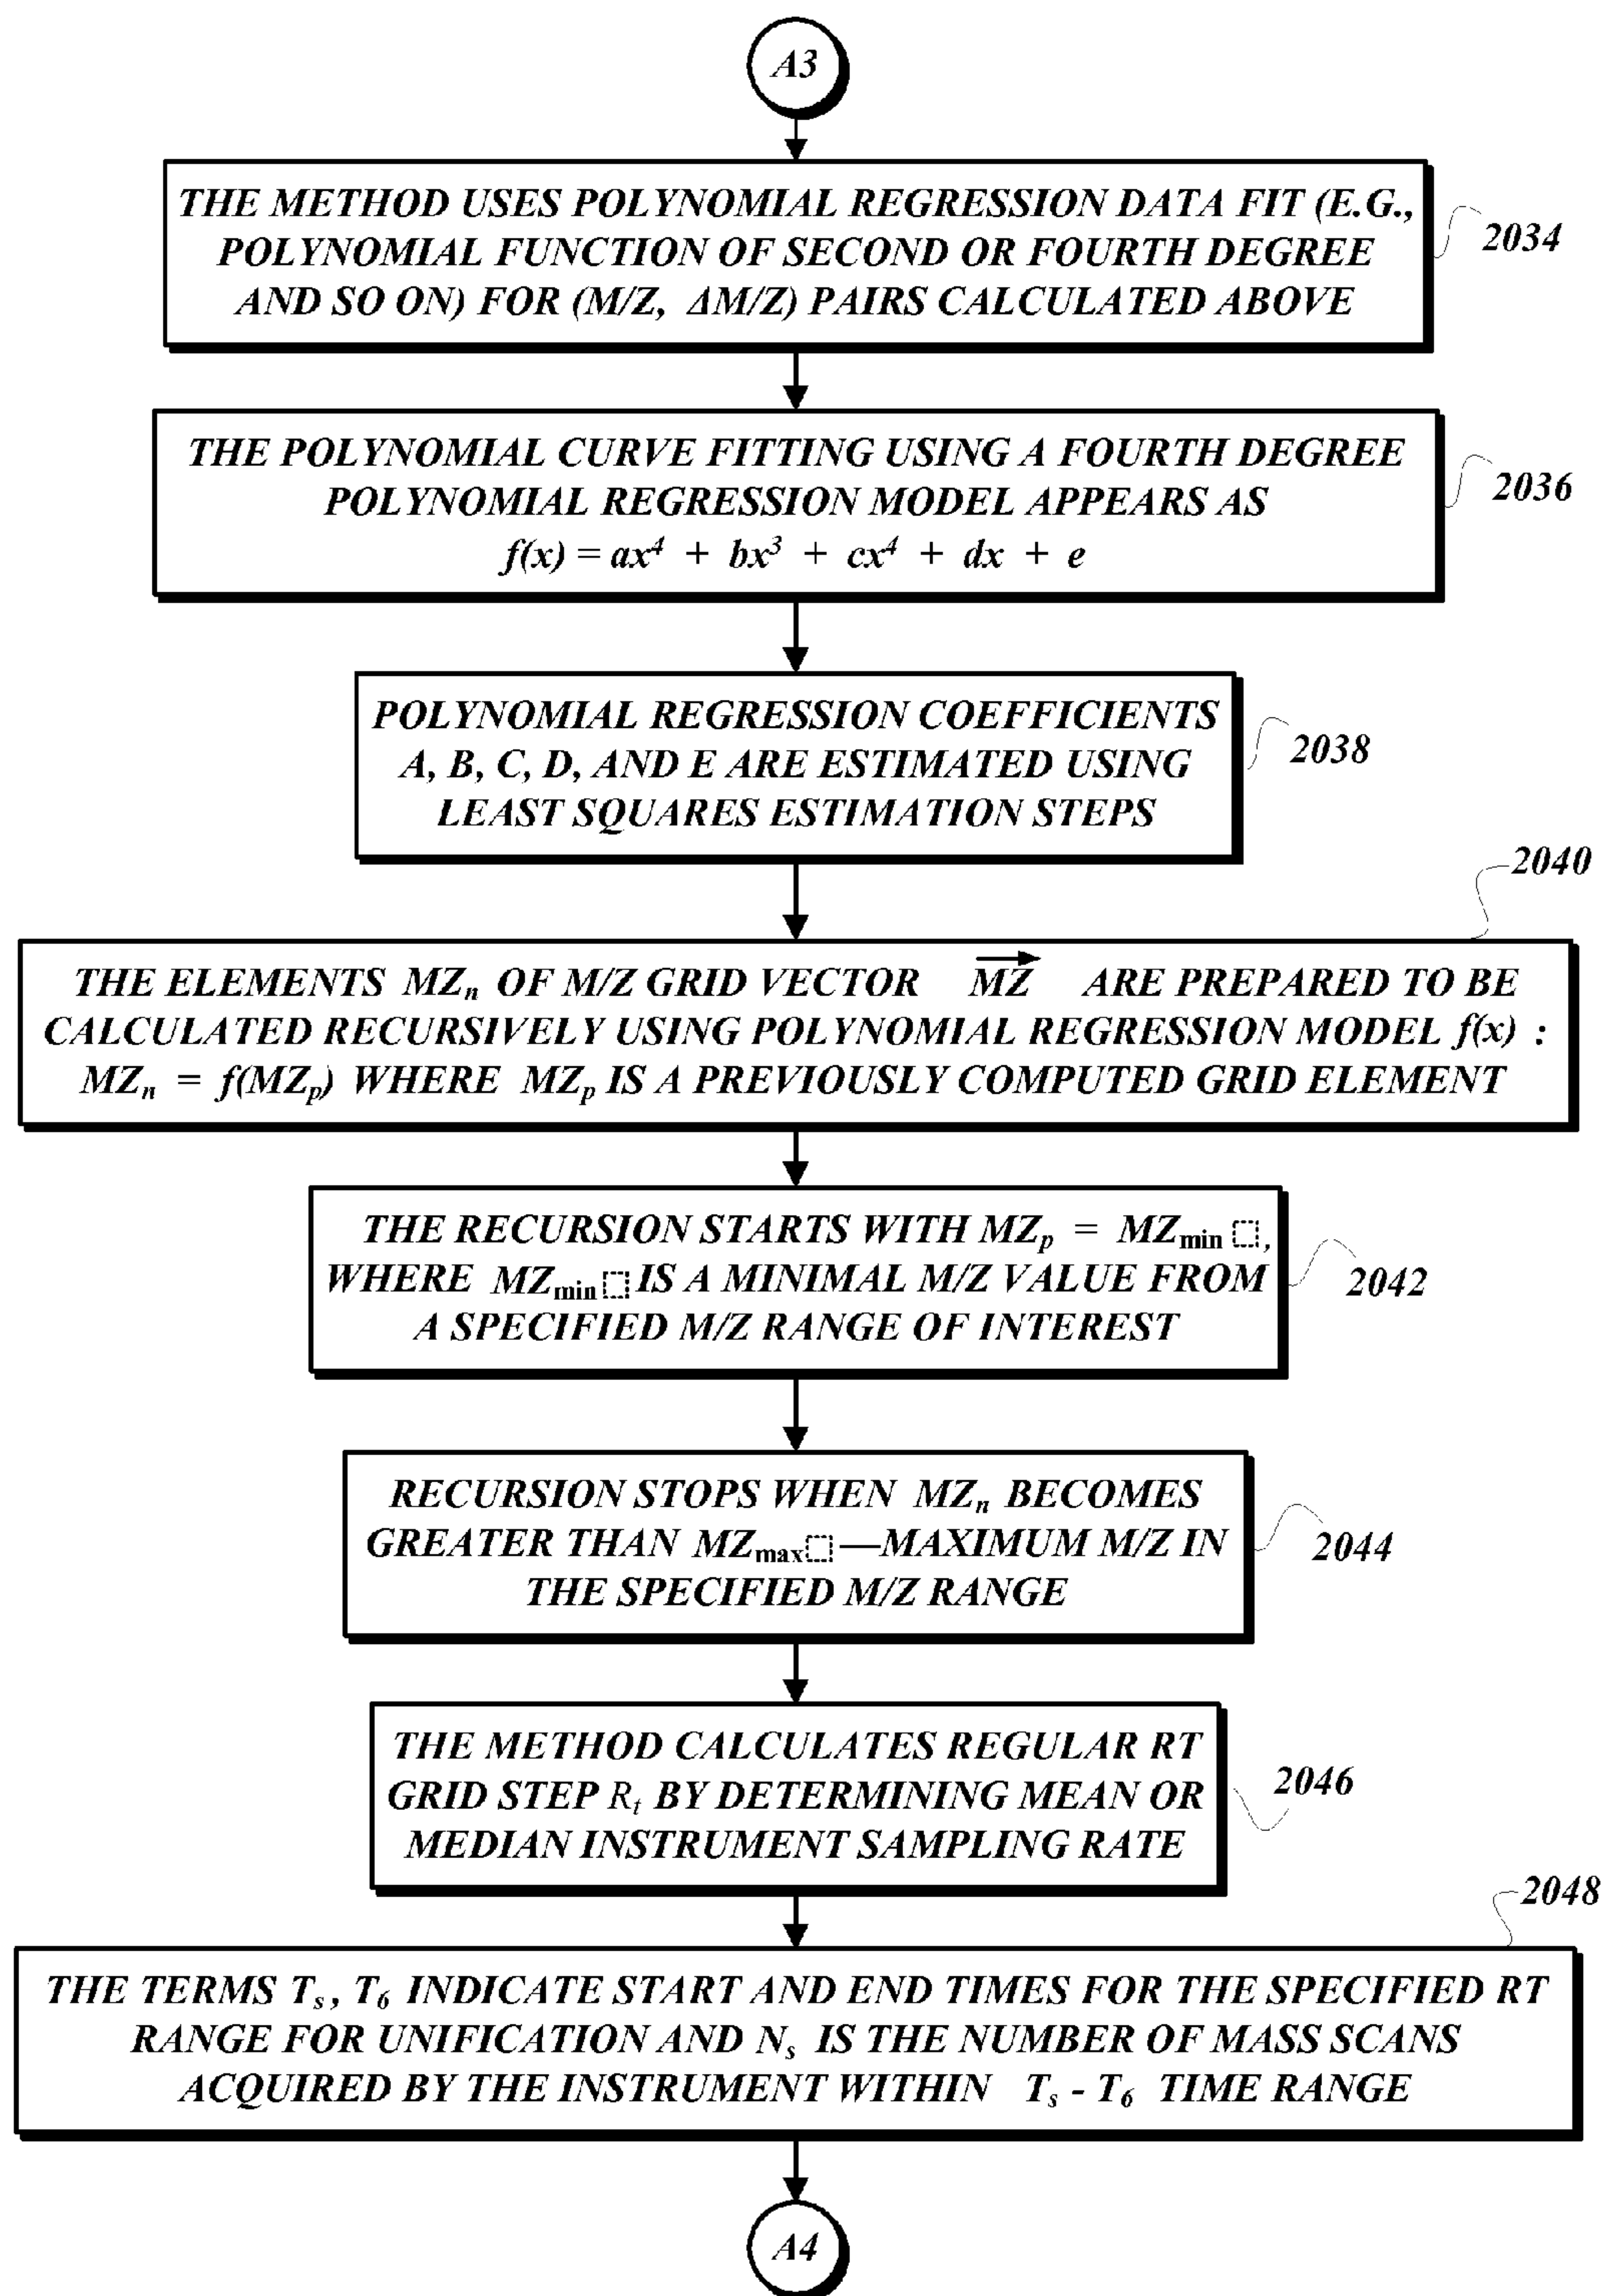 A3
THE METHOD USES POLYNOMIAL REGRESSION DATA FIT (E.G.,
POLYNOMIAL FUNCTION OF SECOND OR FOURTH DEGREE
AND SO ON) FOR (M/Z, ΔM/Z) PAIRS CALCULATED ABOVE
2034
THE POLYNOMIAL CURVE FITTING USING A FOURTH DEGREE
POLYNOMIAL REGRESSION MODEL APPEARS AS
f(x) = ax⁴ + bx³ + cx⁴ + dx + e
2036
POLYNOMIAL REGRESSION COEFFICIENTS
A, B, C, D, AND E ARE ESTIMATED USING
LEAST SQUARES ESTIMATION STEPS
2038
2040
THE ELEMENTS MZₙ OF M/Z GRID VECTOR M⃗Z⃗ ARE PREPARED TO BE
CALCULATED RECURSIVELY USING POLYNOMIAL REGRESSION MODEL f(x) :
MZₙ = f(MZₚ) WHERE MZₚ IS A PREVIOUSLY COMPUTED GRID ELEMENT
THE RECURSION STARTS WITH MZₚ = MZmin ⬚,
WHERE MZmin ⬚ IS A MINIMAL M/Z VALUE FROM
A SPECIFIED M/Z RANGE OF INTEREST
2042
RECURSION STOPS WHEN MZₙ BECOMES
GREATER THAN MZmax ⬚ —MAXIMUM M/Z IN
THE SPECIFIED M/Z RANGE
2044
THE METHOD CALCULATES REGULAR RT
GRID STEP Rₜ BY DETERMINING MEAN OR
MEDIAN INSTRUMENT SAMPLING RATE
2046
2048
THE TERMS Tₛ, T₆ INDICATE START AND END TIMES FOR THE SPECIFIED RT
RANGE FOR UNIFICATION AND Nₛ IS THE NUMBER OF MASS SCANS
ACQUIRED BY THE INSTRUMENT WITHIN Tₛ - T₆ TIME RANGE
A4